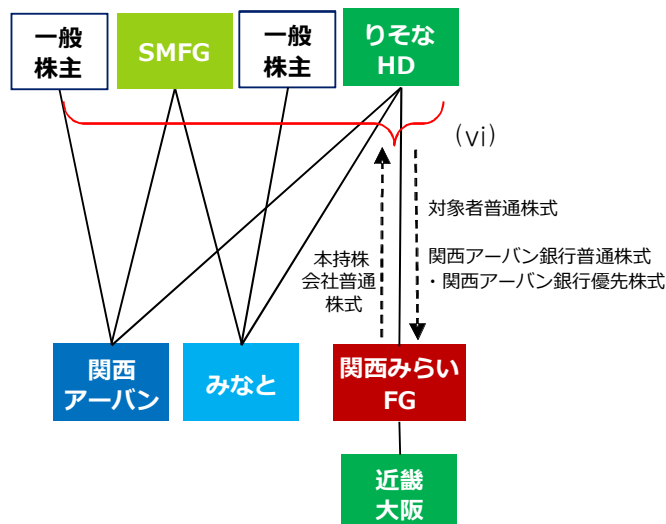 一般
株主
SMFG
一般
株主
りそな
HD
(vi)
対象者普通株式
関西アーバン銀行普通株式
・関西アーバン銀行優先株式
本持株
会社普通
株式
関西
アーバン
みなと
関西みらい
FG
近畿
大阪